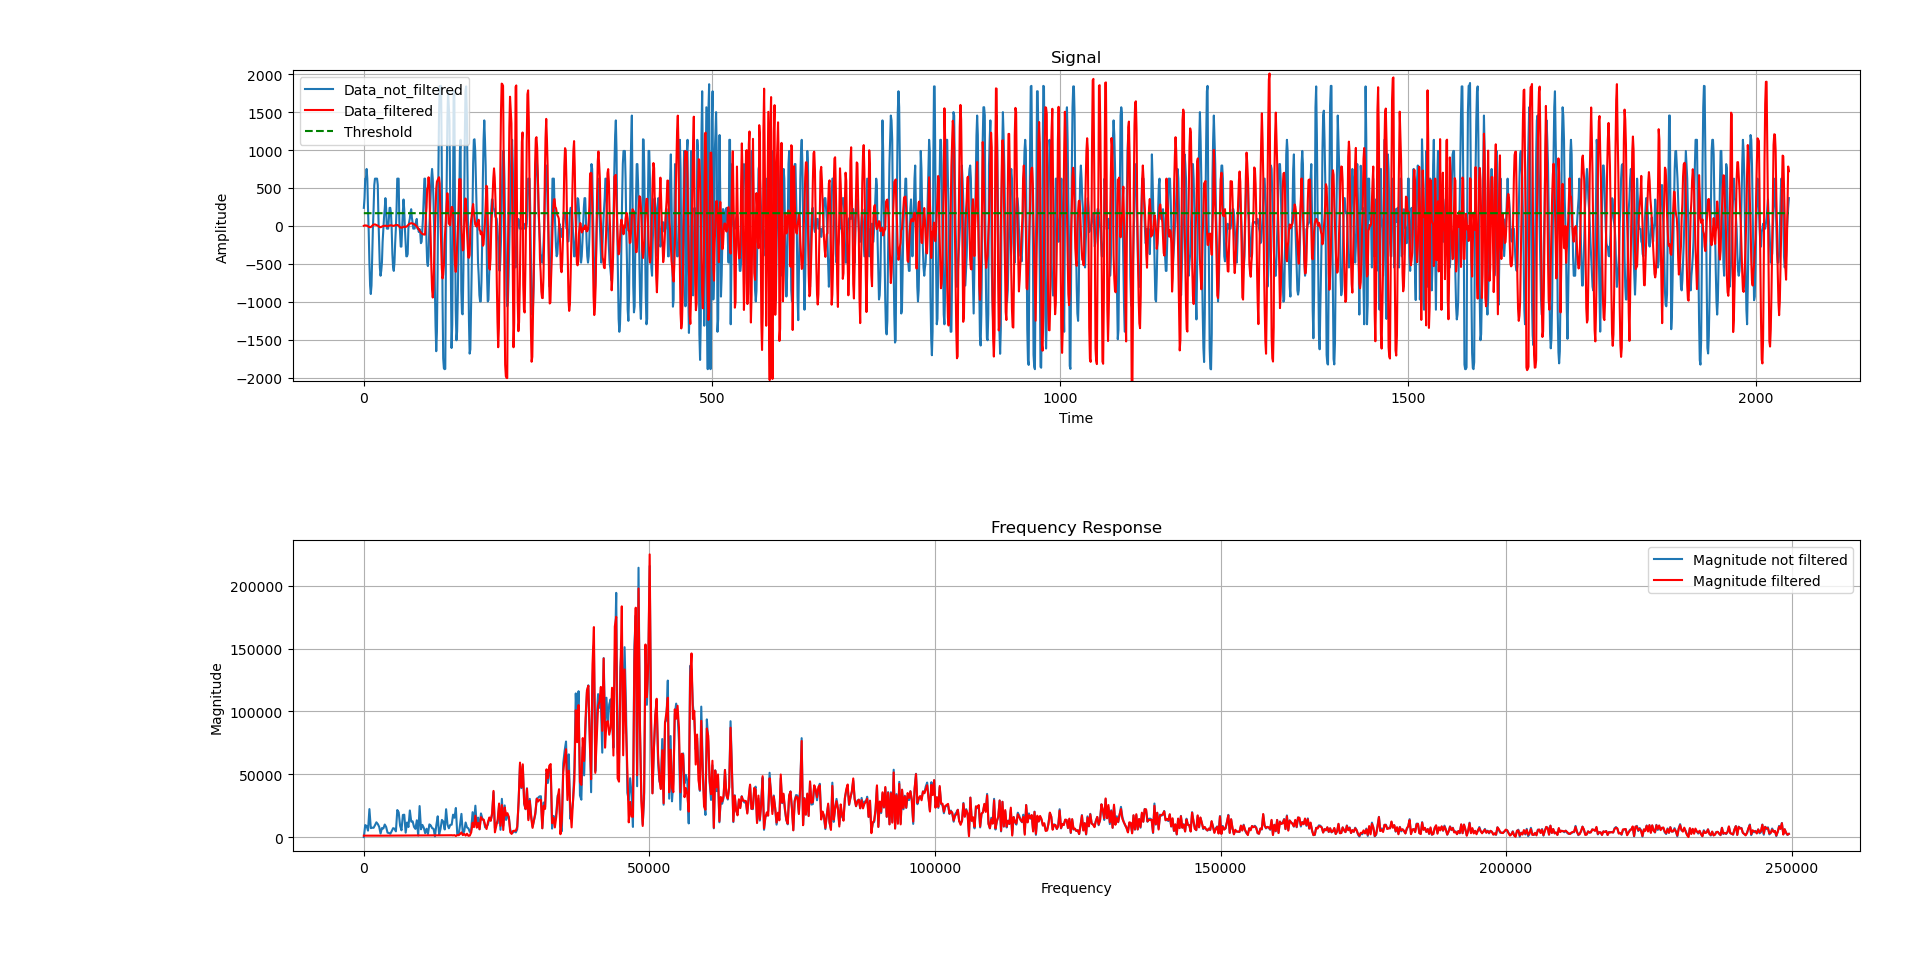 Signal
Data_not_filtered
Data_filtered
Threshold
2000
1500
1000
500
0
−500
−1000
−1500
−2000
Amplitude
0
500
1000
1500
2000
Time
Frequency Response
Magnitude not filtered
Magnitude filtered
200000
150000
100000
50000
0
Magnitude
0
50000
100000
150000
200000
250000
Frequency